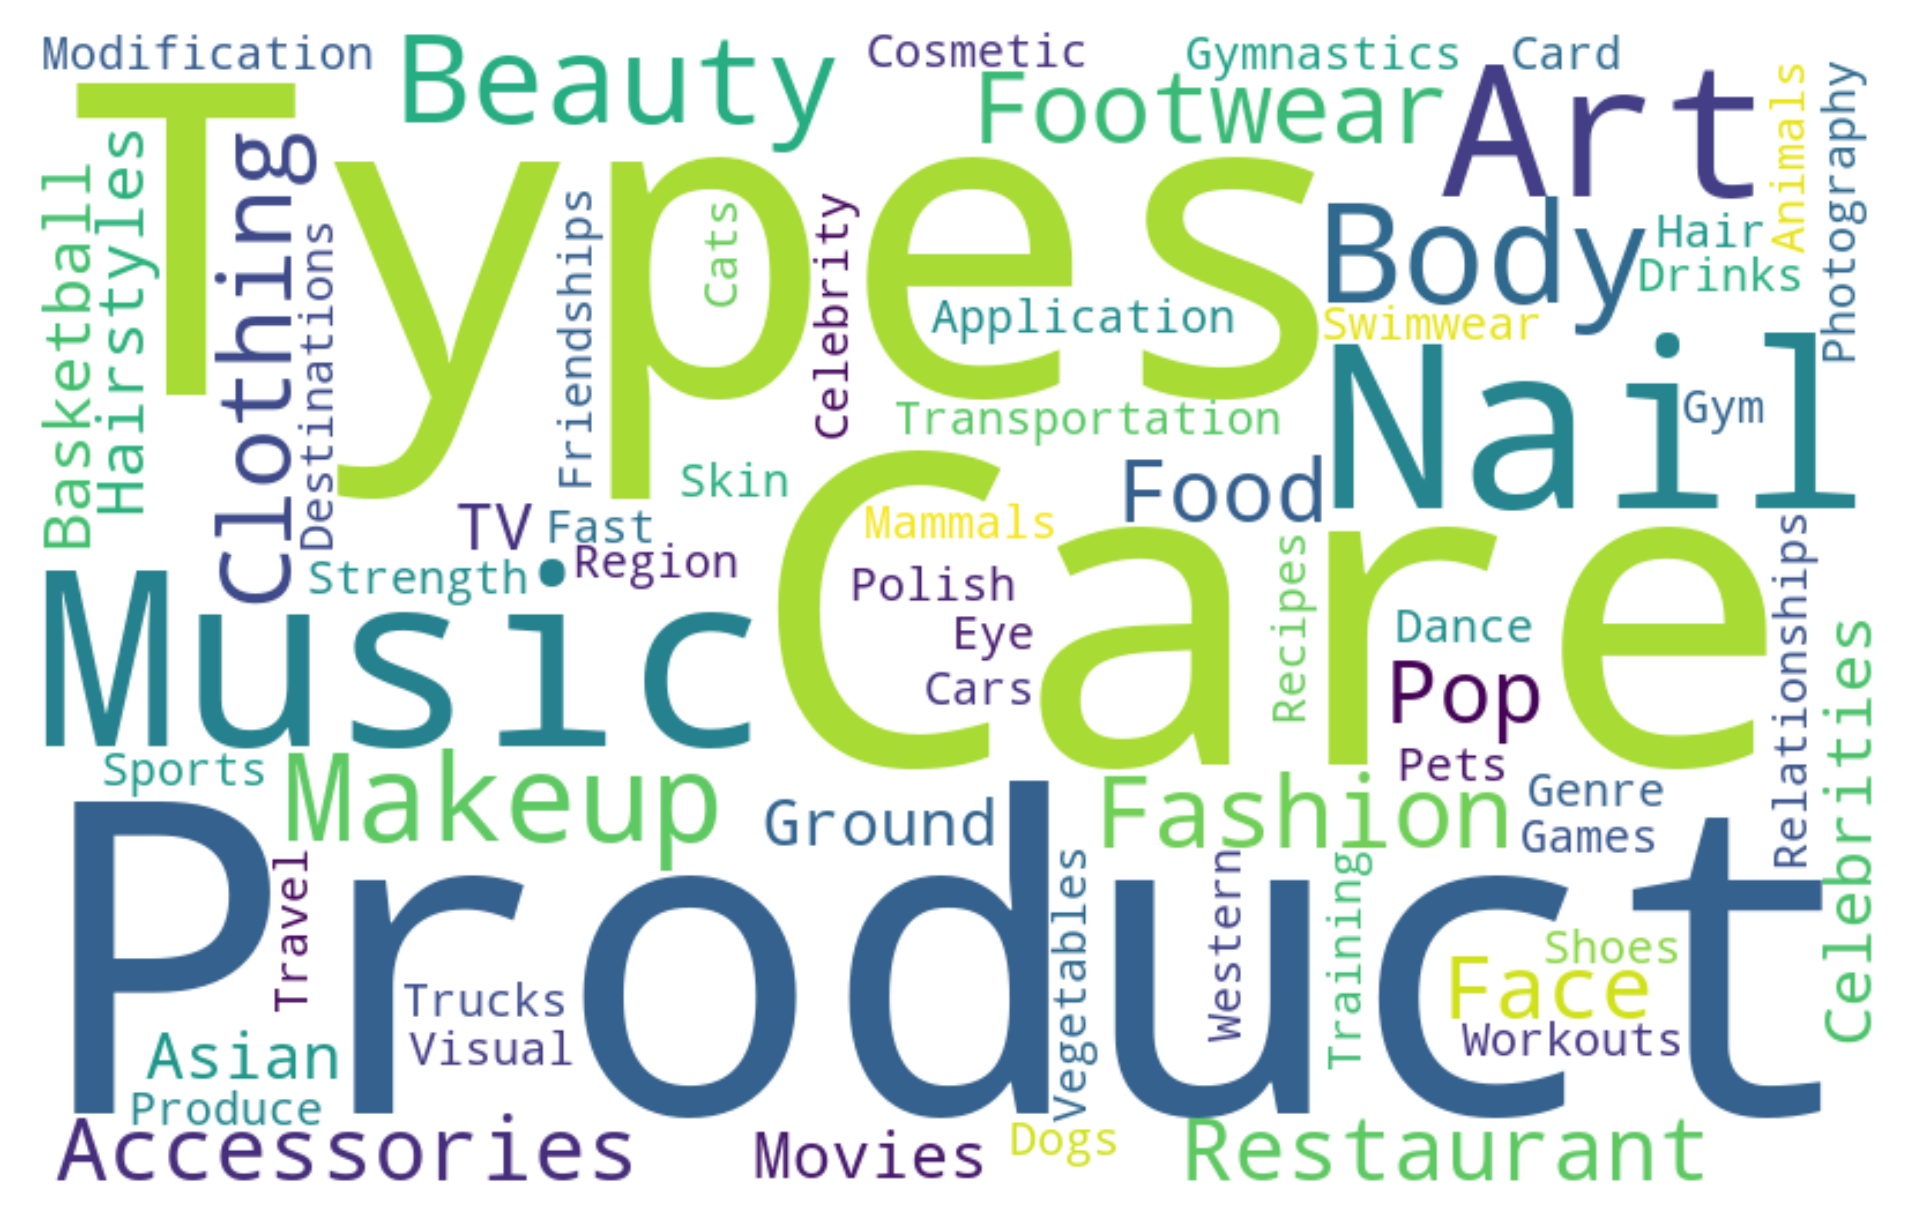 Modification
Beauty
Cosmetic
Gymnastics
Card
Footwear
Art
Animals
Photography
Types
Basketball
Hairstyles
Clothing
Destinations
Friendships
Cats
Celebrity
Application
Body
Hair
Drinks
Swimwear
Nail
Gym
Transportation
Skin
Food
TV
Fast
Mammals
Region
Strength
Music
Care
Polish
Eye
Cars
Recipes
Dance
Pop
Pets
Relationships
Celebrities
Sports
Makeup
Ground
Fashion
Genre
Games
Product
Travel
Trucks
Visual
Vegetables
Western
Training
Shoes
Face
Workouts
Asian
Produce
Accessories
Movies
Dogs
Restaurant